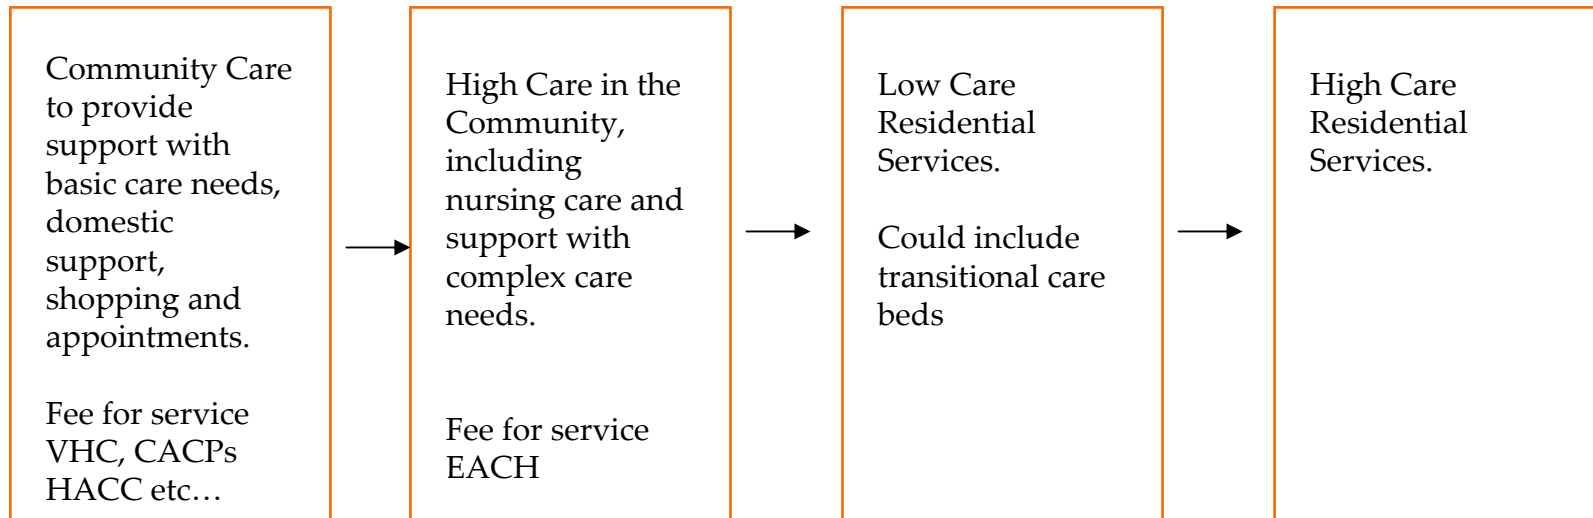 Community Care
to provide
support with
basic care needs,
domestic
support,
shopping and
appointments.
Fee for service
VHC, CACPs
HACC etc…
High Care in the
Community,
including
nursing care and
support with
complex care
needs.
Fee for service
EACH
Low Care
Residential
Services.
Could include
transitional care
beds
High Care
Residential
Services.